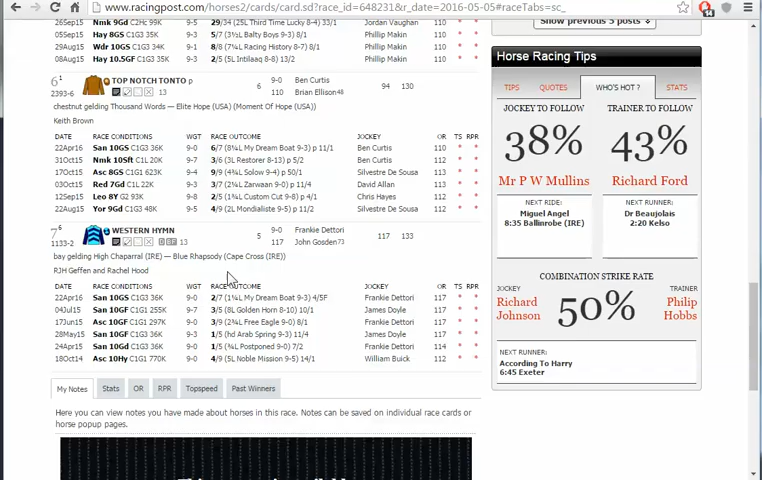 www.racingpost.com/horses2/cards/card.sd?race_id=648231&r_date=2016-05-05#raceTabs=sc_
14
26Sep15 Nmk 9Gd C2Hc 99K 9-1 29/34 (25L Third Time Lucky 8-4) 33/1 Jordan Vaughan 110
Show previous 5 posts
05Sep15 Hay 8GS C1G1 3-8 5/7 (3½L Balty Boys 9-3) 8/1 Phillip Makin 110
29Aug15 Wdr 10GS C1G3 8/8 (7¼L Racing History 8-7) 8/1 Phillip Makin 110
08Aug15 Hay 10.5GF C1G3 35K 9-5 2/5 (5L Intilaaq 8-8) 13/2 Phillip Makin 110
Horse Racing Tips
TIPS QUOTES WHO'S HOT ? STATS
6 1 TOP NOTCH TONTO p 6 9-0 Ben Curtis 94 130
2393-6 13 110 Brian Ellison46
chestnut gelding Thousand Words — Elite Hope (USA) (Moment Of Hope (USA))
Keith Brown
JOCKEY TO FOLLOW TRAINER TO FOLLOW
38% 43%
Mr P W Mullins Richard Ford
DATE RACE CONDITIONS WGT RACE OUTCOME JOCKEY OR TS RPR
22Apr16 San 10GS C1G3 36K 9-0 6/7 (8¼L My Dream Boat 9-3) p 11/1 Ben Curtis 110 * *
31Oct15 Nmk 10Sft C1L 20K 9-7 3/6 (3L Restorer 8-13) p 5/2 Ben Curtis 112 * *
24Oct15 Asc 8GS C1G1 623K 9-4 9/9 (4¾L Solow 9-4) p 50/1 Silvestre De Sousa 113 * *
03Oct15 Red 7Gd C1L 22K 9-3 3/7 (2¼L Zarwaan 9-0) p 11/4 David Allan 113 * *
12Sep15 Leo 8Y G2 93K 9-8 2/5 (1¾L Custom Cut 9-8) p 4/1 Chris Hayes 112 * *
22Aug15 Yor 9Gd C1G3 48K 9-5 4/9 (2L Mondialiste 9-5) p 11/2 Silvestre De Sousa 112 * *
NEXT RIDE: NEXT RUNNER:
Miguel Angel Dr Beaujolais
8:35 Ballinrobe (IRE) 2:20 Kelso
7 6 WESTERN HYMN 5 9-0 Frankie Dettori 117 133
1133-2 13 117 John Gosden73
bay gelding High Chaparral (IRE) — Blue Rhapsody (Cape Cross (IRE))
RJH Geffen and Rachel Hood
COMBINATION STRIKE RATE
JOCKEY TRAINER
Richard Johnson 50% Philip Hobbs
DATE RACE CONDITIONS WGT RACE OUTCOME JOCKEY OR TS RPR
22Apr16 San 10GS C1G3 36K 9-0 2/7 (1¼L My Dream Boat 9-3) 4/5F Frankie Dettori 117 * *
04Jul15 San 10GF C1G1 255K 9-7 3/5 (8L Golden Horn 8-10) 10/1 James Doyle 117 * *
17Jun15 Asc 10GF C1G1 297K 9-0 3/9 (2¾L Free Eagle 9-0) 8/1 Frankie Dettori 117 * *
28May15 San 10GF C1G3 36K 9-3 1/5 (hd Arab Spring 9-3) 11/4 James Doyle 117 * *
24Apr15 San 10Gd C1G3 36K 9-0 1/5 (¾L Postponed 9-0) 7/2 Frankie Dettori 114 * *
18Oct14 Asc 10Hy C1G1 770K 4/9 (5L Noble Mission 9-5) 14/1 William Buick 112 * *
NEXT RUNNER:
According To Harry
6:45 Exeter
My Notes Stats OR RPR Topspeed Past Winners
Here you can view notes you have made about horses in this race. Notes can be saved on individual race cards or
horse popup pages.